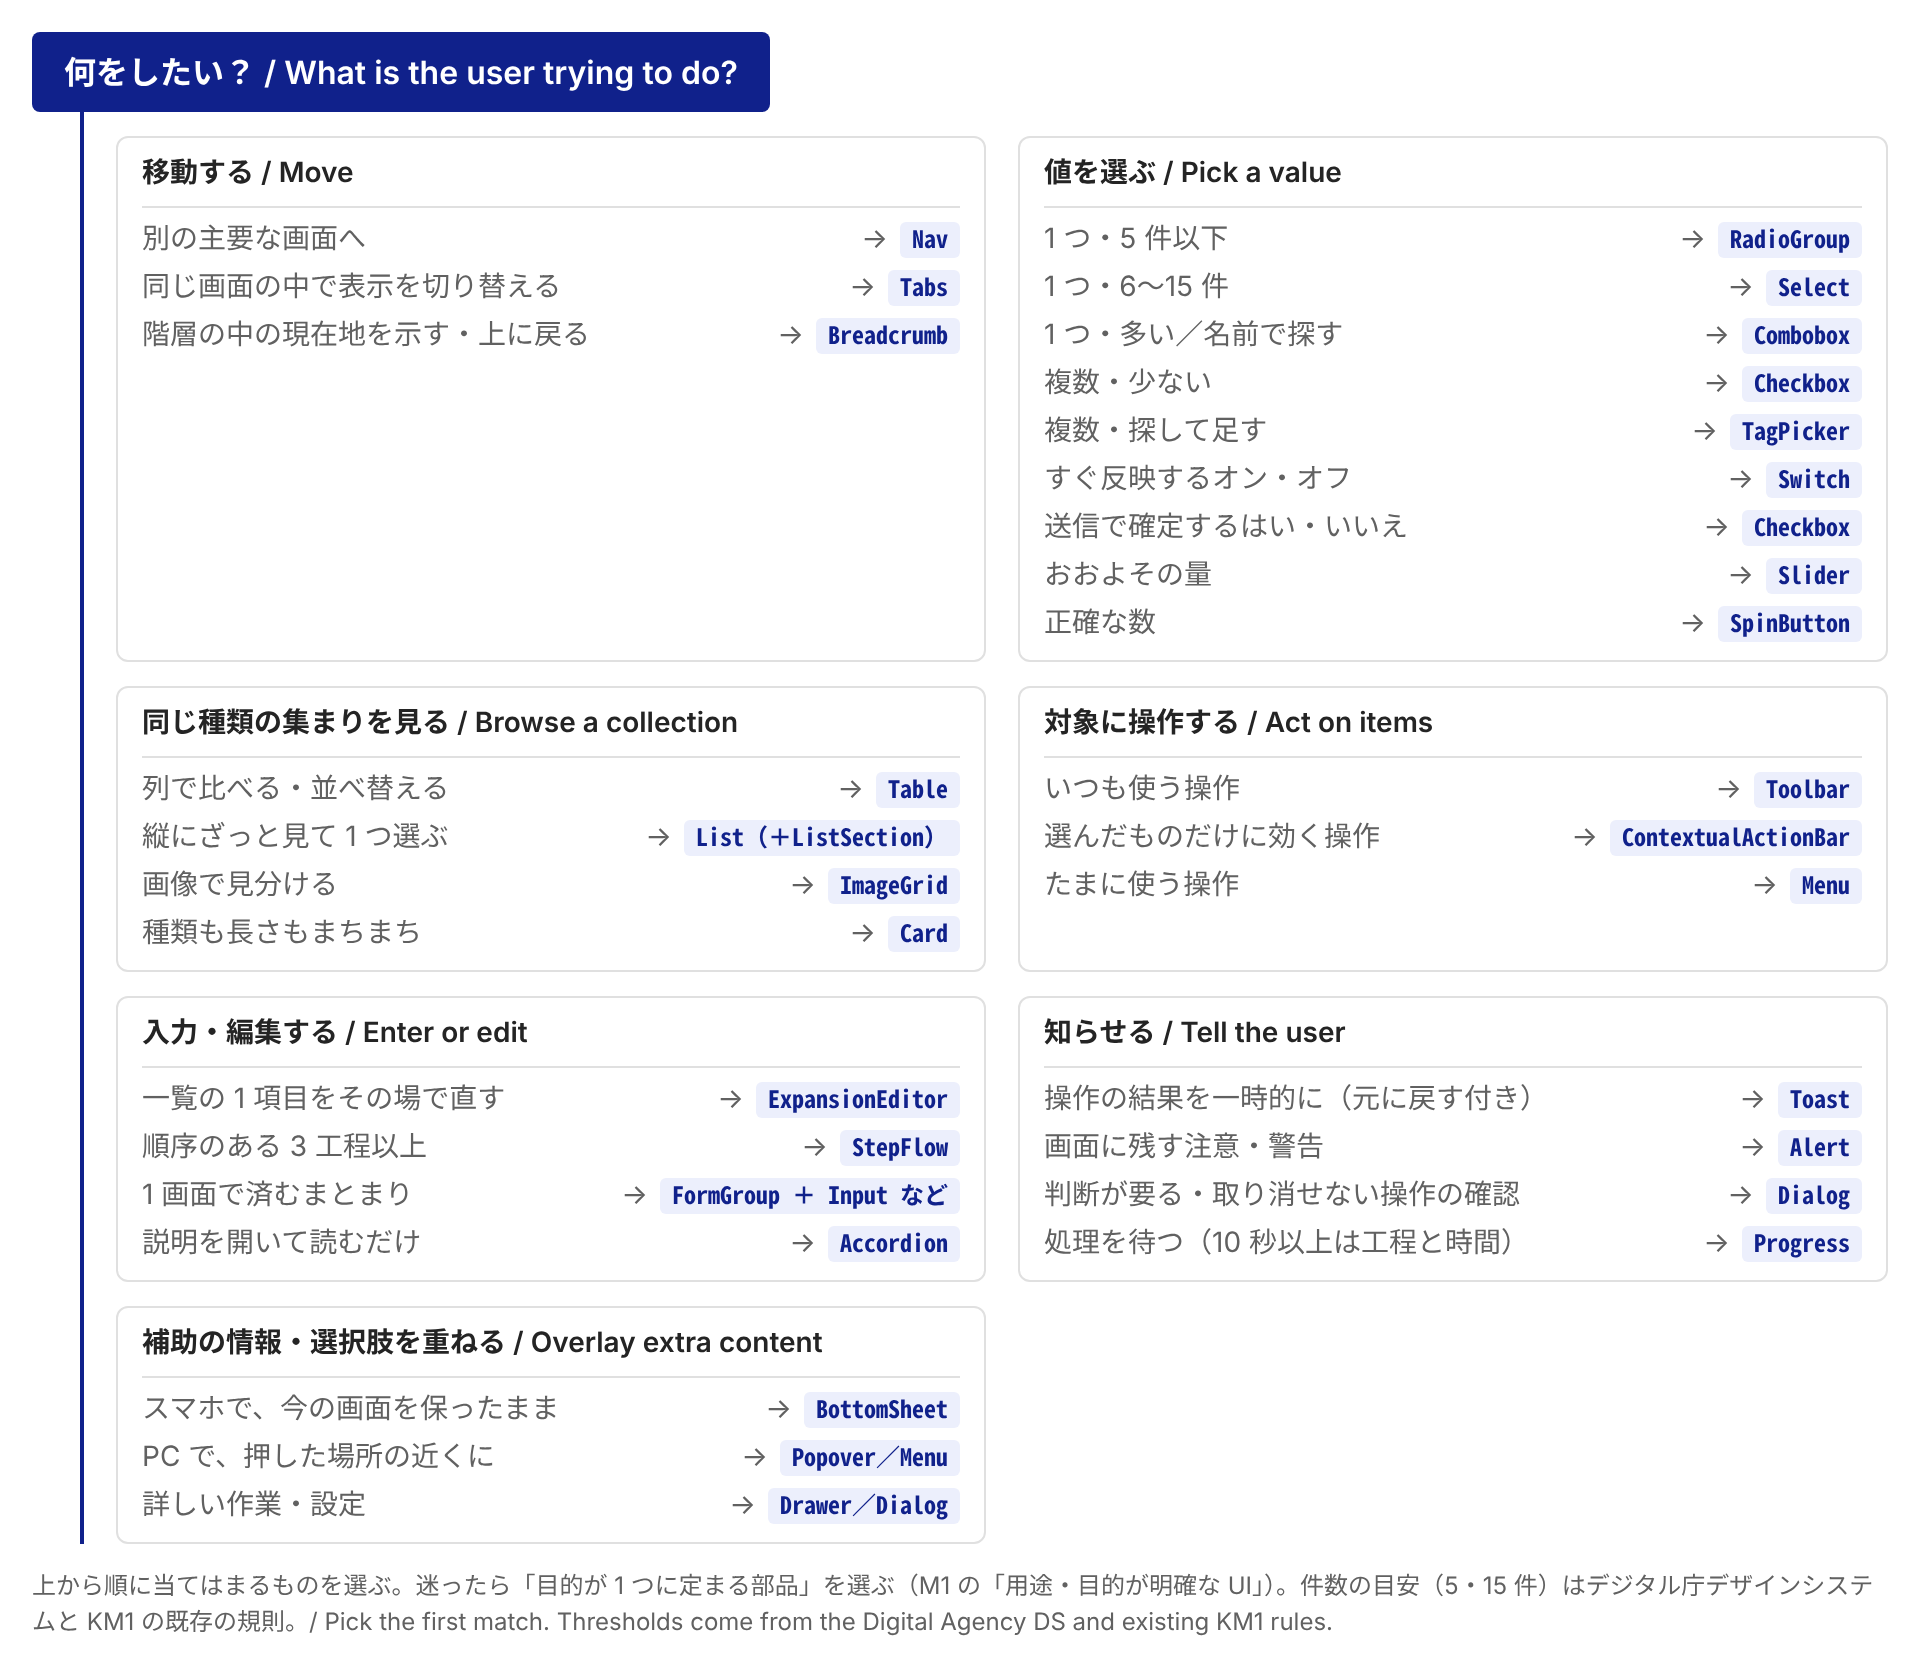 何をしたい？ / What is the user trying to do?
移動する / Move
別の主要な画面へ → Nav
同じ画面の中で表示を切り替える → Tabs
階層の中の現在地を示す・上に戻る → Breadcrumb
値を選ぶ / Pick a value
1 つ・5 件以下 → RadioGroup
1 つ・6〜15 件 → Select
1 つ・多い／名前で探す → Combobox
複数・少ない → Checkbox
複数・探して足す → TagPicker
すぐ反映するオン・オフ → Switch
送信で確定するはい・いいえ → Checkbox
おおよその量 → Slider
正確な数 → SpinButton
同じ種類の集まりを見る / Browse a collection
列で比べる・並べ替える → Table
縦にざっと見て 1 つ選ぶ → List（＋ListSection）
画像で見分ける → ImageGrid
種類も長さもまちまち → Card
対象に操作する / Act on items
いつも使う操作 → Toolbar
選んだものだけに効く操作 → ContextualActionBar
たまに使う操作 → Menu
入力・編集する / Enter or edit
一覧の 1 項目をその場で直す → ExpansionEditor
順序のある 3 工程以上 → StepFlow
1 画面で済むまとまり → FormGroup ＋ Input など
説明を開いて読むだけ → Accordion
知らせる / Tell the user
操作の結果を一時的に（元に戻す付き） → Toast
画面に残す注意・警告 → Alert
判断が要る・取り消せない操作の確認 → Dialog
処理を待つ（10 秒以上は工程と時間） → Progress
補助の情報・選択肢を重ねる / Overlay extra content
スマホで、今の画面を保ったまま → BottomSheet
PC で、押した場所の近くに → Popover／Menu
詳しい作業・設定 → Drawer／Dialog
上から順に当てはまるものを選ぶ。迷ったら「目的が 1 つに定まる部品」を選ぶ（M1 の「用途・目的が明確な UI」）。件数の目安（5・15 件）はデジタル庁デザインシステ
ムと KM1 の既存の規則。/ Pick the first match. Thresholds come from the Digital Agency DS and existing KM1 rules.